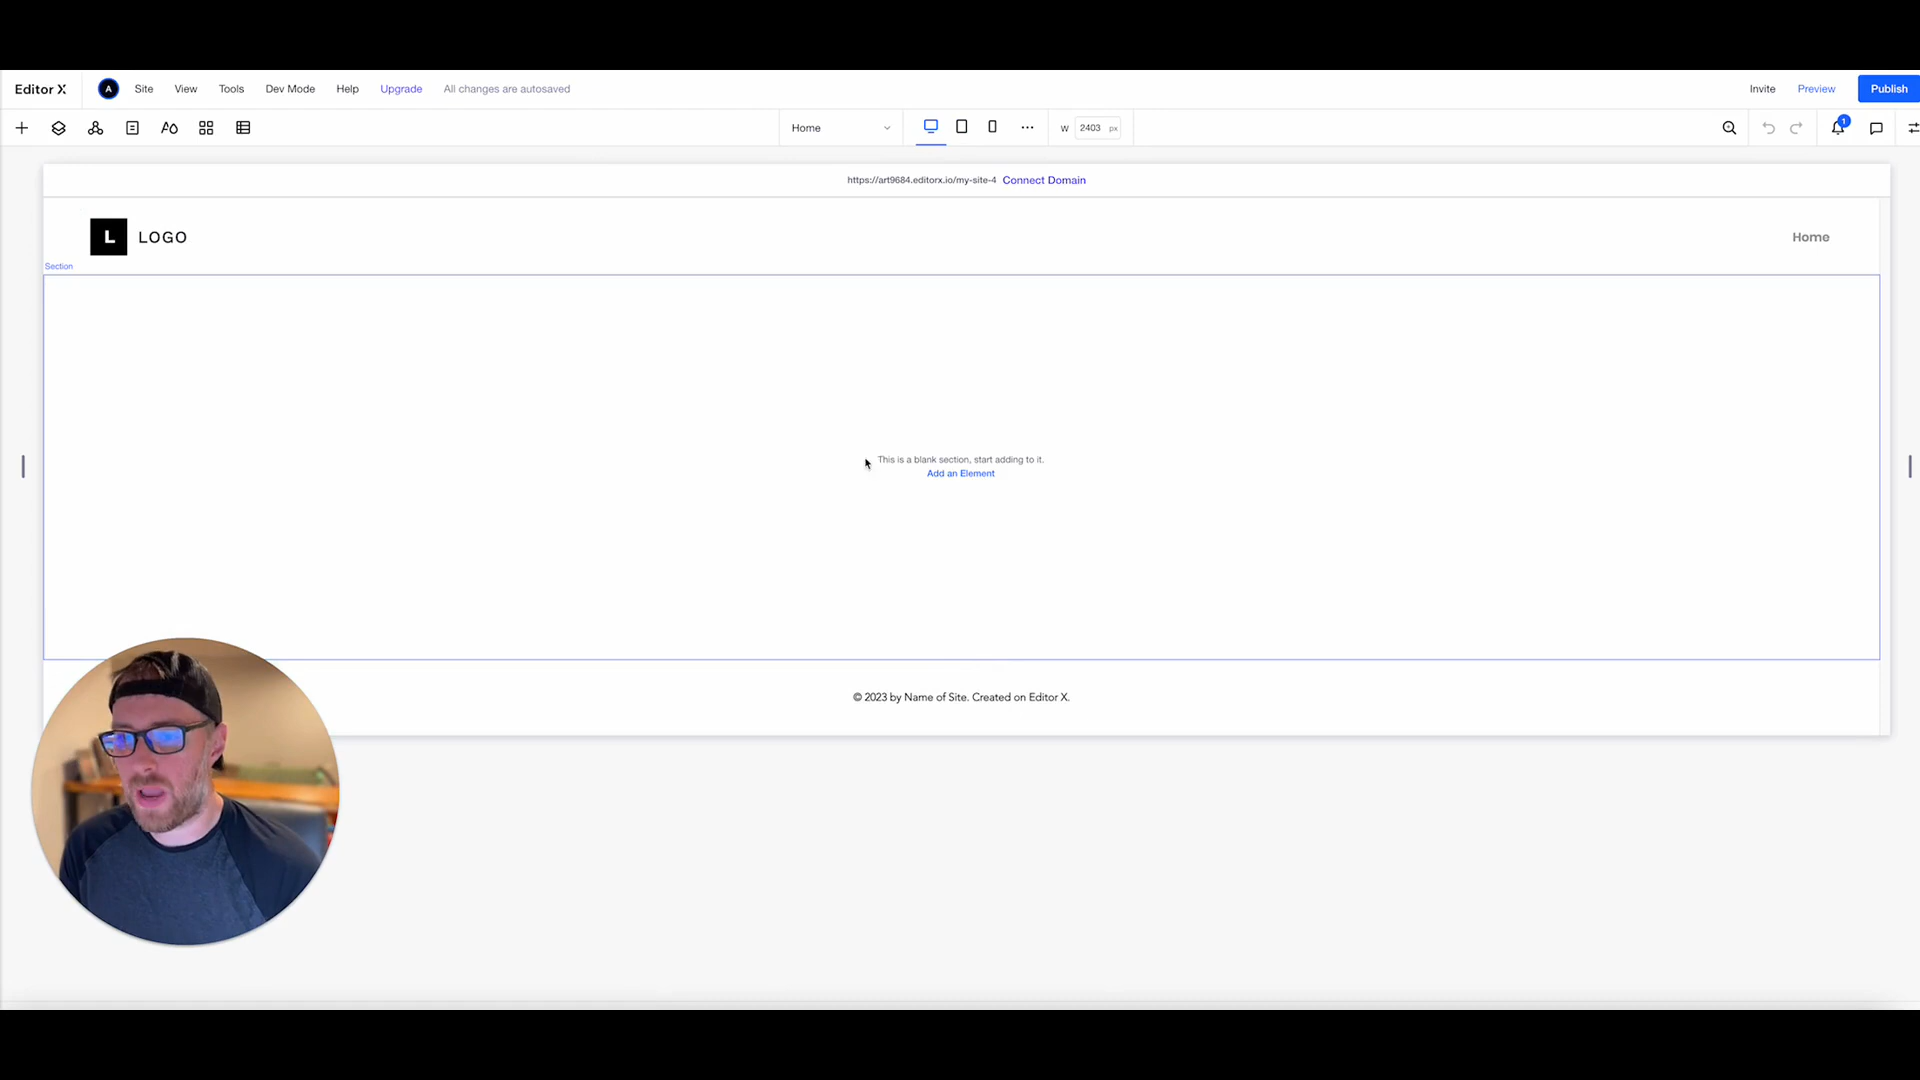 Editor X
A
Site
View
Tools
Dev Mode
Help
Upgrade
All changes are autosaved
Invite
Preview
Publish
Home
W
2403
px
1
https://art9684.editorx.io/my-site-4 Connect Domain
L
LOGO
Home
Section
This is a blank section, start adding to it.
Add an Element
© 2023 by Name of Site. Created on Editor X.